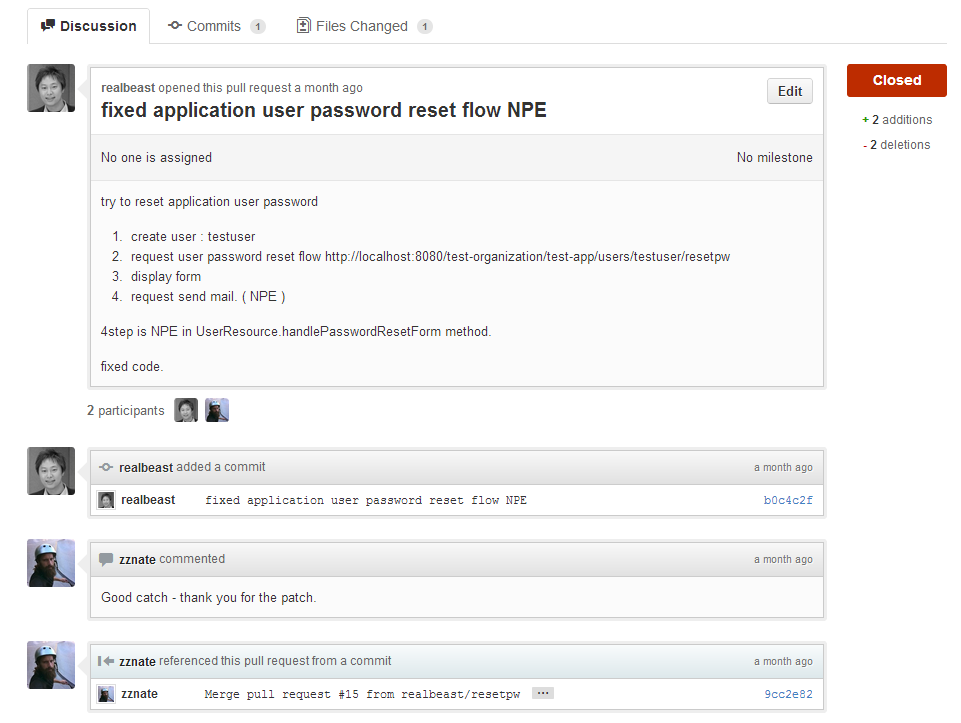 Discussion
Commits 1
Files Changed 1
realbeast opened this pull request a month ago
fixed application user password reset flow NPE
Edit
Closed
+ 2 additions
- 2 deletions
No one is assigned
No milestone
try to reset application user password
1. create user : testuser
2. request user password reset flow http://localhost:8080/test-organization/test-app/users/testuser/resetpw
3. display form
4. request send mail. ( NPE )
4step is NPE in UserResource.handlePasswordResetForm method.
fixed code.
2 participants
realbeast added a commit
a month ago
realbeast fixed application user password reset flow NPE b0c4c2f
zznate commented
a month ago
Good catch - thank you for the patch.
zznate referenced this pull request from a commit
a month ago
zznate Merge pull request #15 from realbeast/resetpw ... 9cc2e82